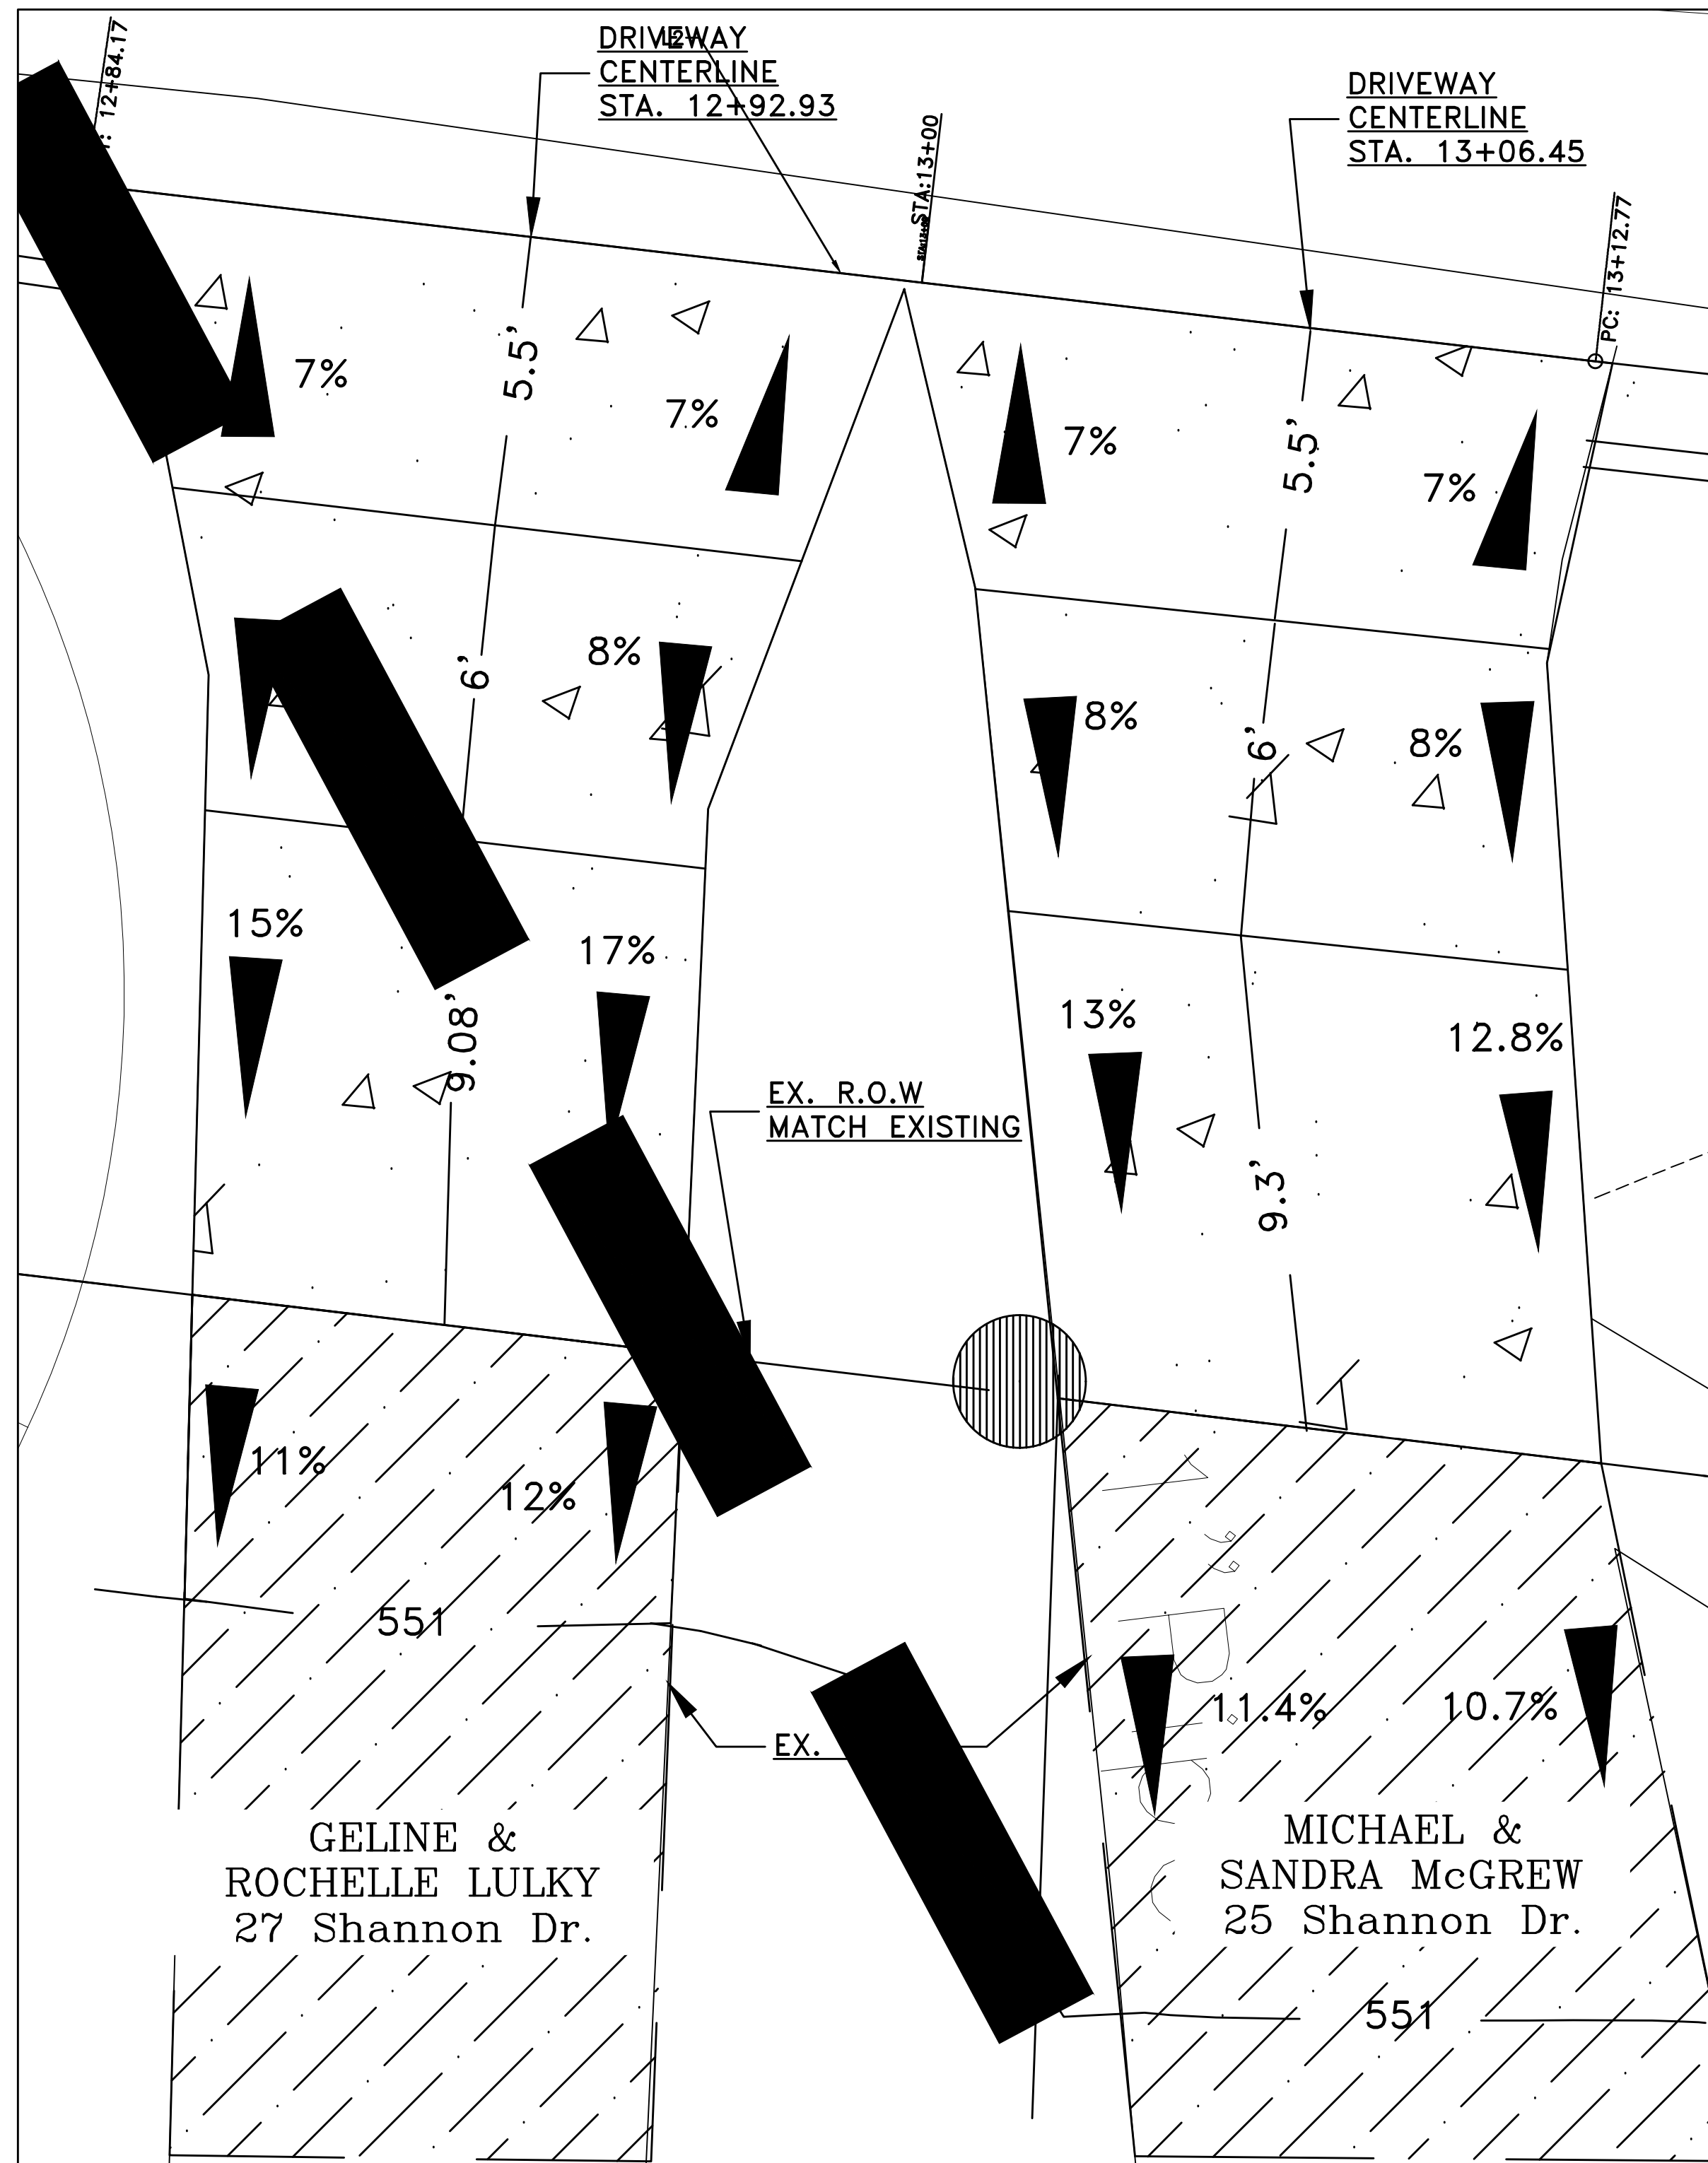 DRIVEWAY
CENTERLINE
STA. 12+92.93
DRIVEWAY
CENTERLINE
STA. 13+06.45
12+84.17
STA:13+00
PC: 13+12.77
7%
5.5'
7%
7%
5.5'
7%
6'
8%
8%
6'
8%
15%
17%
9.08'
13%
12.8%
9.3'
EX. R.O.W
MATCH EXISTING
11%
12%
551
11.4%
10.7%
EX.
GELINE &
ROCHELLE LULKY
27 Shannon Dr.
MICHAEL &
SANDRA McGREW
25 Shannon Dr.
551